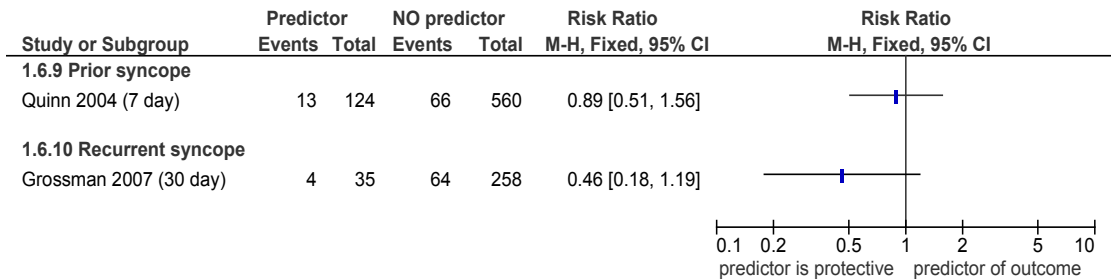 Predictor NO predictor Risk Ratio Risk Ratio
Study or Subgroup Events Total Events Total M-H, Fixed, 95% CI M-H, Fixed, 95% CI
1.6.9 Prior syncope
Quinn 2004 (7 day) 13 124 66 560 0.89 [0.51, 1.56]
1.6.10 Recurrent syncope
Grossman 2007 (30 day) 4 35 64 258 0.46 [0.18, 1.19]
0.1 0.2 0.5 1 2 5 10
predictor is protective predictor of outcome